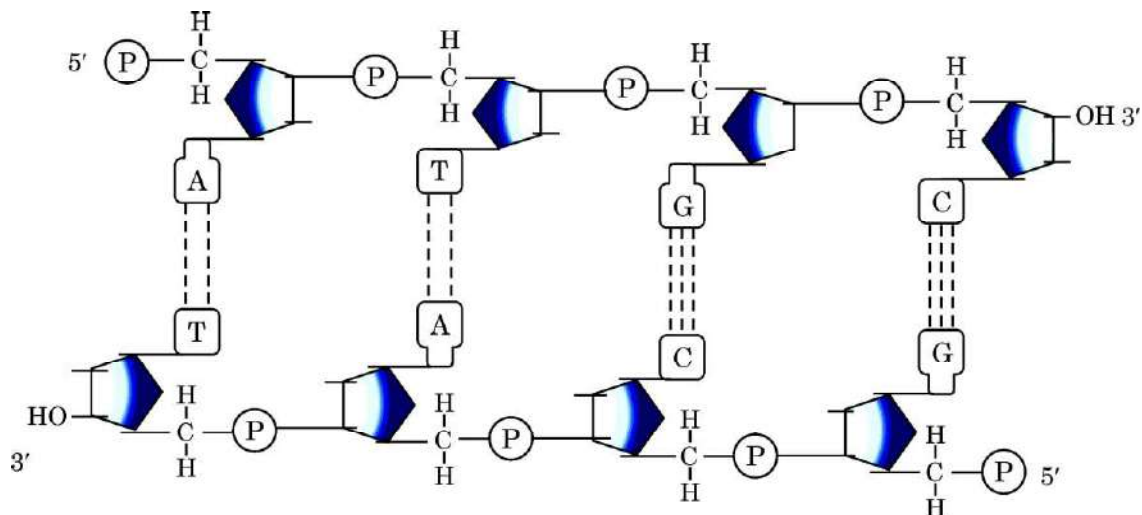 H H H H
5′ P C P C P C P C
H H H H OH 3′
A T G C
T A C G
HO H H H H
C P C P C P C P 5′
3′ H H H H